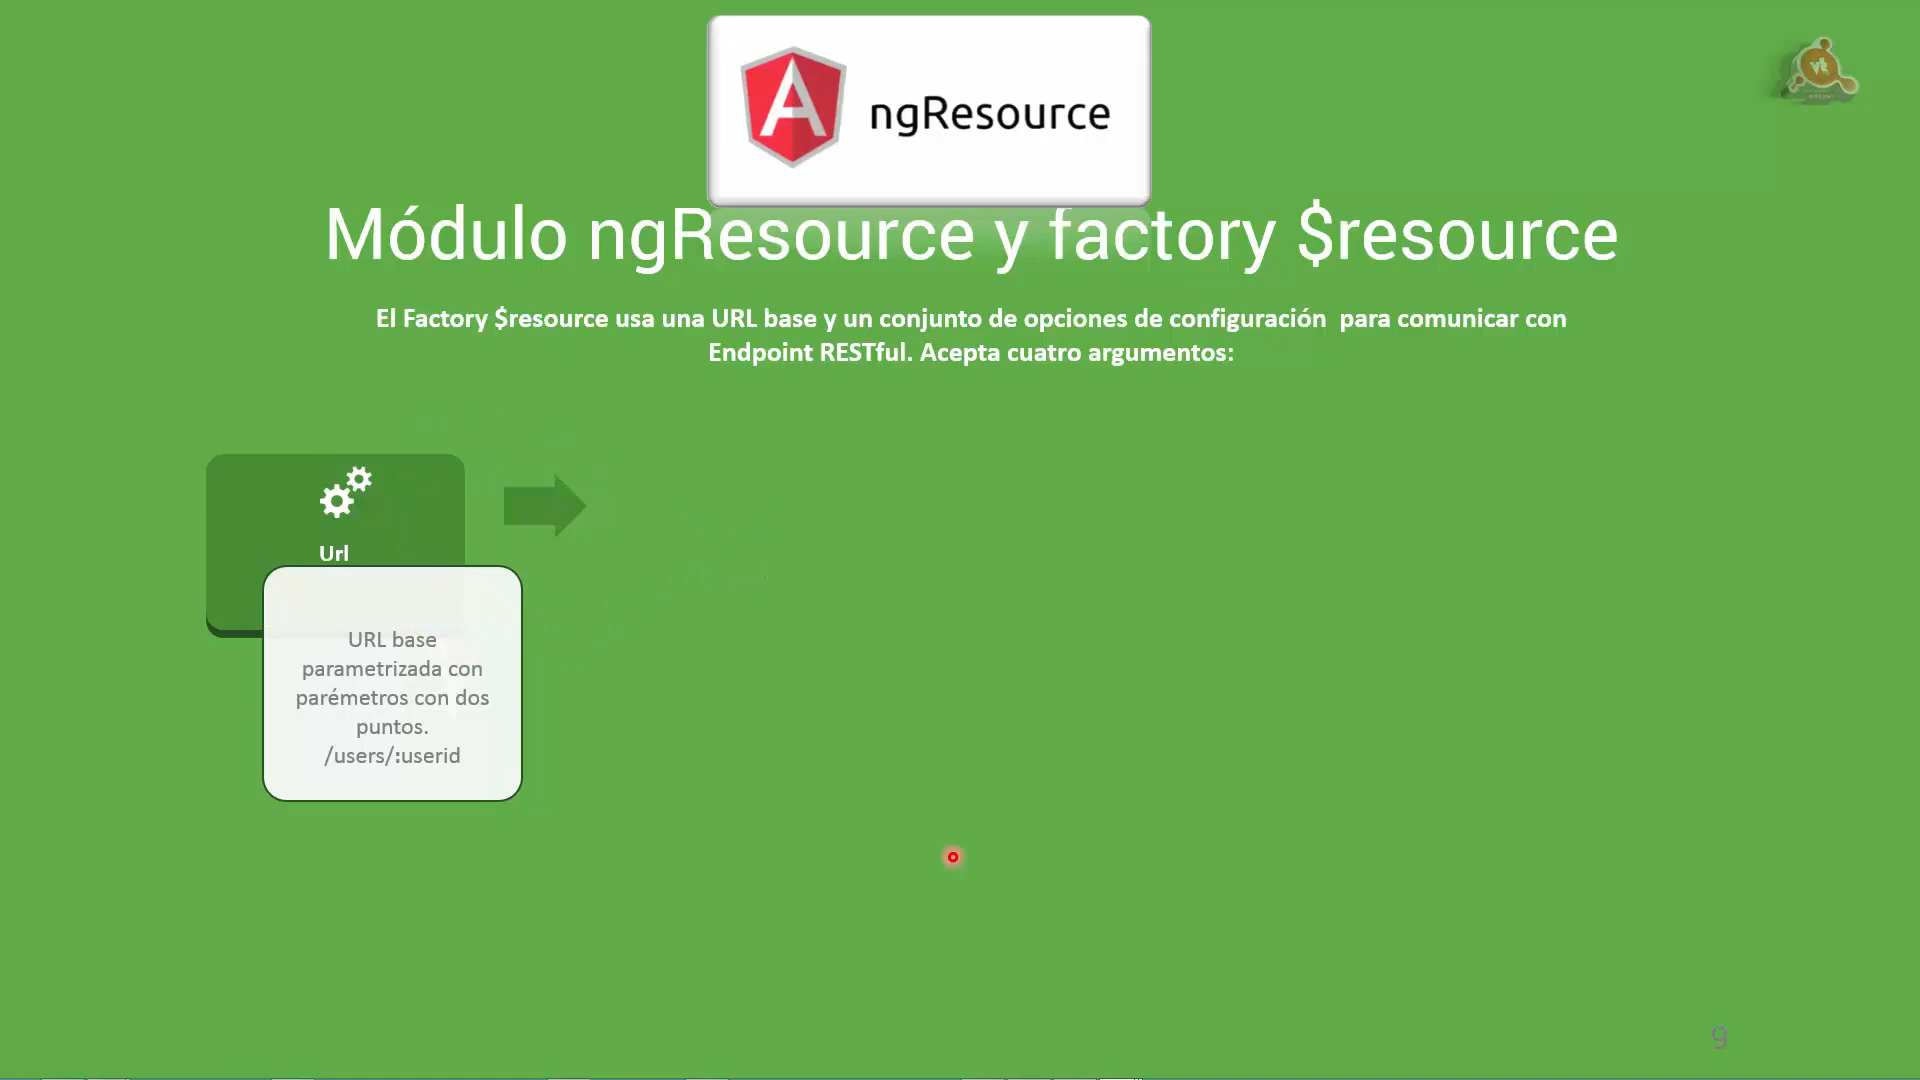 ngResource
Módulo ngResource y factory $resource
El Factory $resource usa una URL base y un conjunto de opciones de configuración para comunicar con
Endpoint RESTful. Acepta cuatro argumentos:
Url
URL base
parametrizada con
parémetros con dos
puntos.
/users/:userid
9